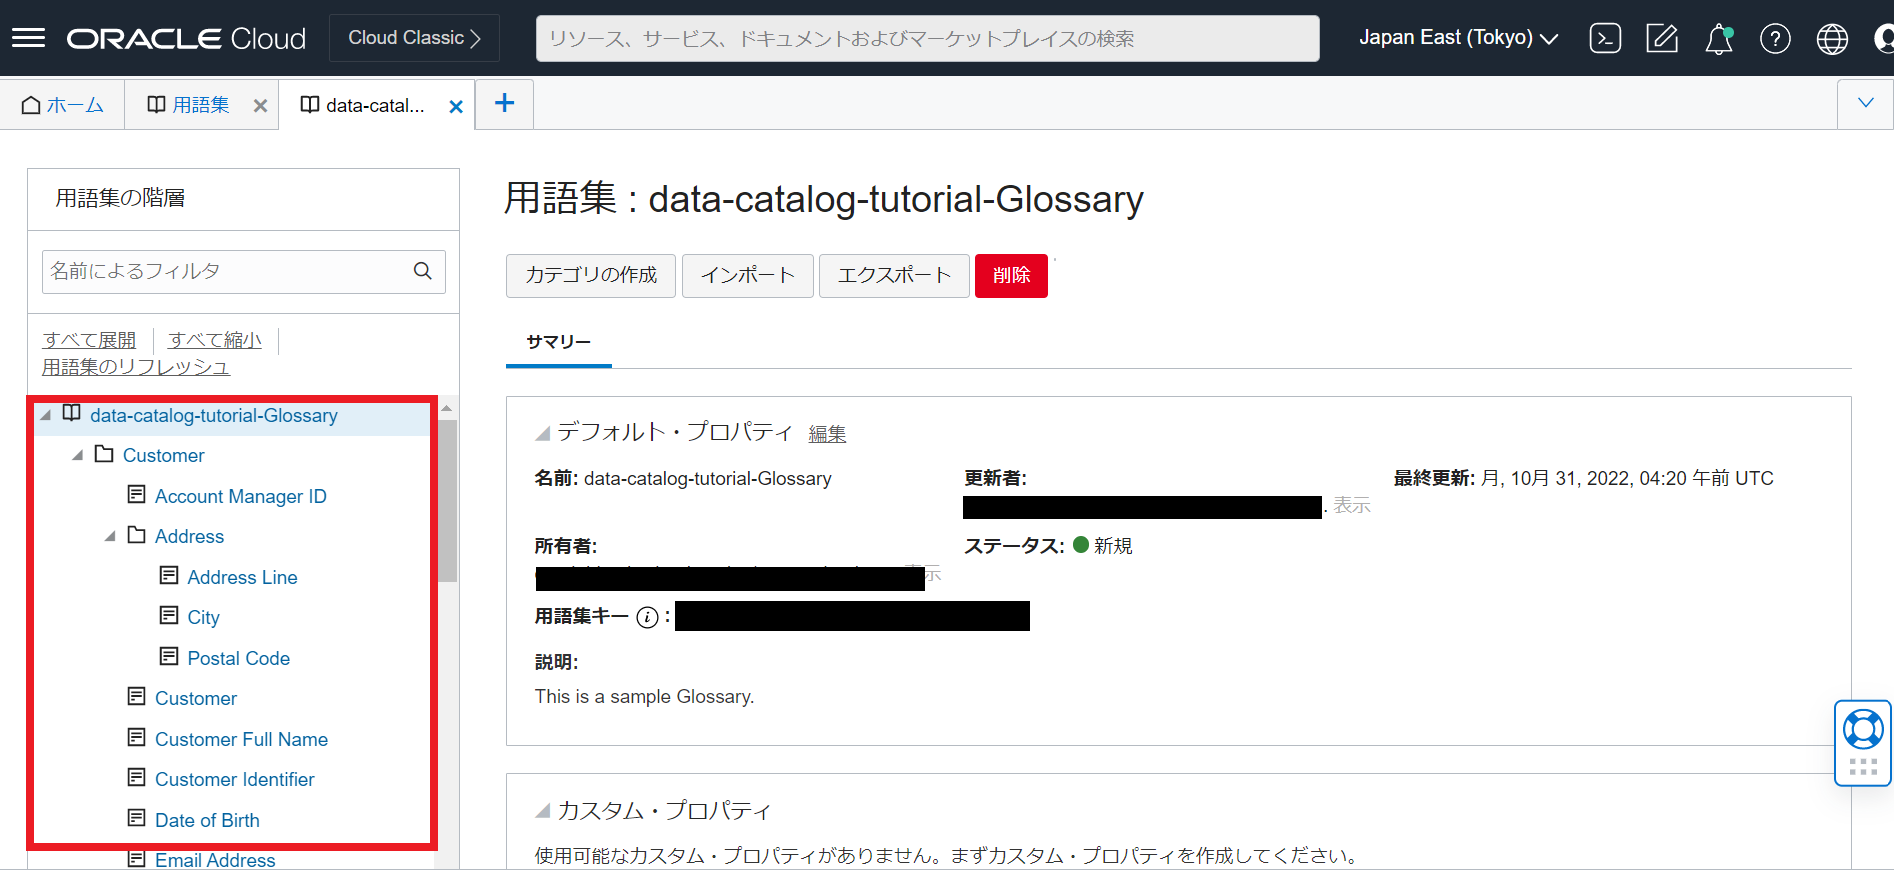 ORACLE Cloud
Cloud Classic
リソース、サービス、ドキュメントおよびマーケットプレイスの検索
Japan East (Tokyo)
ホーム
用語集
data-catal...
用語集の階層
名前によるフィルタ
すべて展開
すべて縮小
用語集のリフレッシュ
data-catalog-tutorial-Glossary
Customer
Account Manager ID
Address
Address Line
City
Postal Code
Customer
Customer Full Name
Customer Identifier
Date of Birth
Email Address
用語集 : data-catalog-tutorial-Glossary
カテゴリの作成
インポート
エクスポート
削除
サマリー
デフォルト・プロパティ 編集
名前: data-catalog-tutorial-Glossary
更新者:
. 表示
最終更新: 月, 10月 31, 2022, 04:20 午前 UTC
所有者:
表示
ステータス: 新規
用語集キー :
説明:
This is a sample Glossary.
カスタム・プロパティ
使用可能なカスタム・プロパティがありません。まずカスタム・プロパティを作成してください。